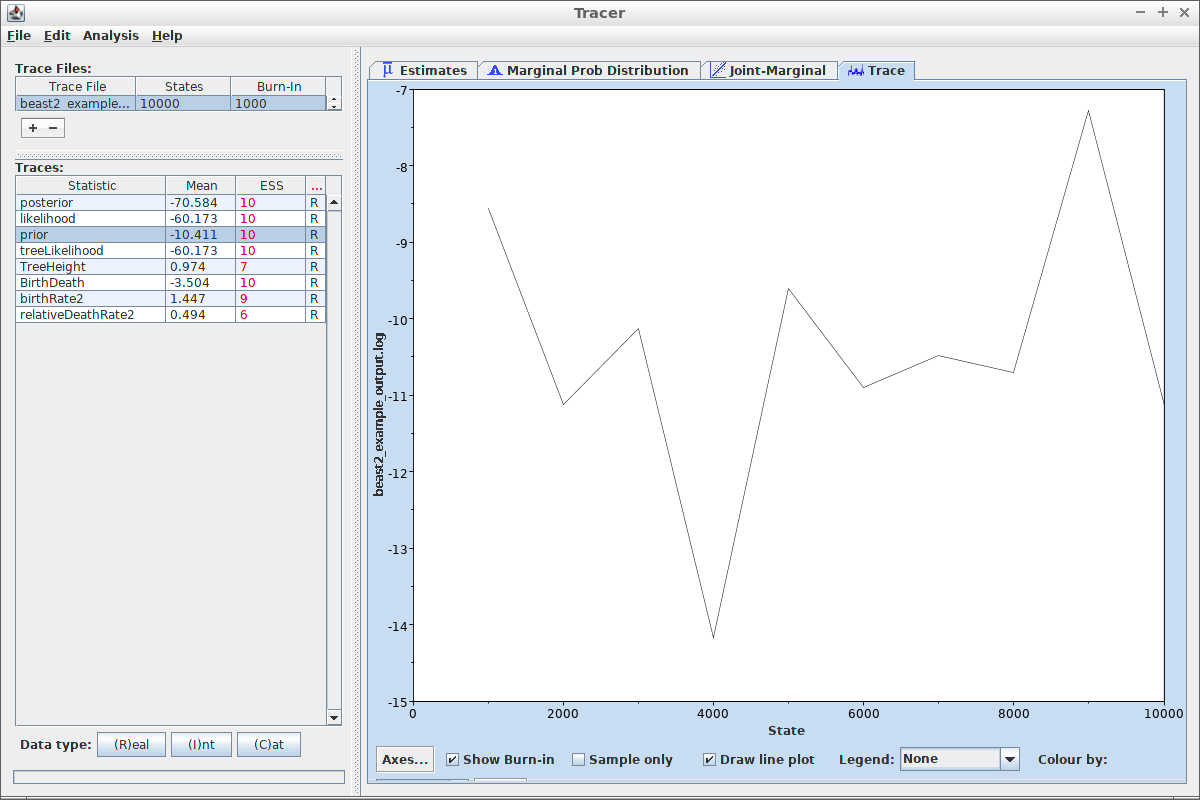 Tracer
File Edit Analysis Help
Trace Files:
Trace File States Burn-In
beast2_example... 10000 1000
+ −
Traces:
Statistic Mean ESS ...
posterior -70.584 10 R
likelihood -60.173 10 R
prior -10.411 10 R
treeLikelihood -60.173 10 R
TreeHeight 0.974 7 R
BirthDeath -3.504 10 R
birthRate2 1.447 9 R
relativeDeathRate2 0.494 6 R
Data type: (R)eal (I)nt (C)at
Estimates Marginal Prob Distribution Joint-Marginal Trace
beast2_example_output.log
-7
-8
-9
-10
-11
-12
-13
-14
-15
0 2000 4000 6000 8000 10000
State
Axes... Show Burn-in Sample only Draw line plot Legend: None Colour by: